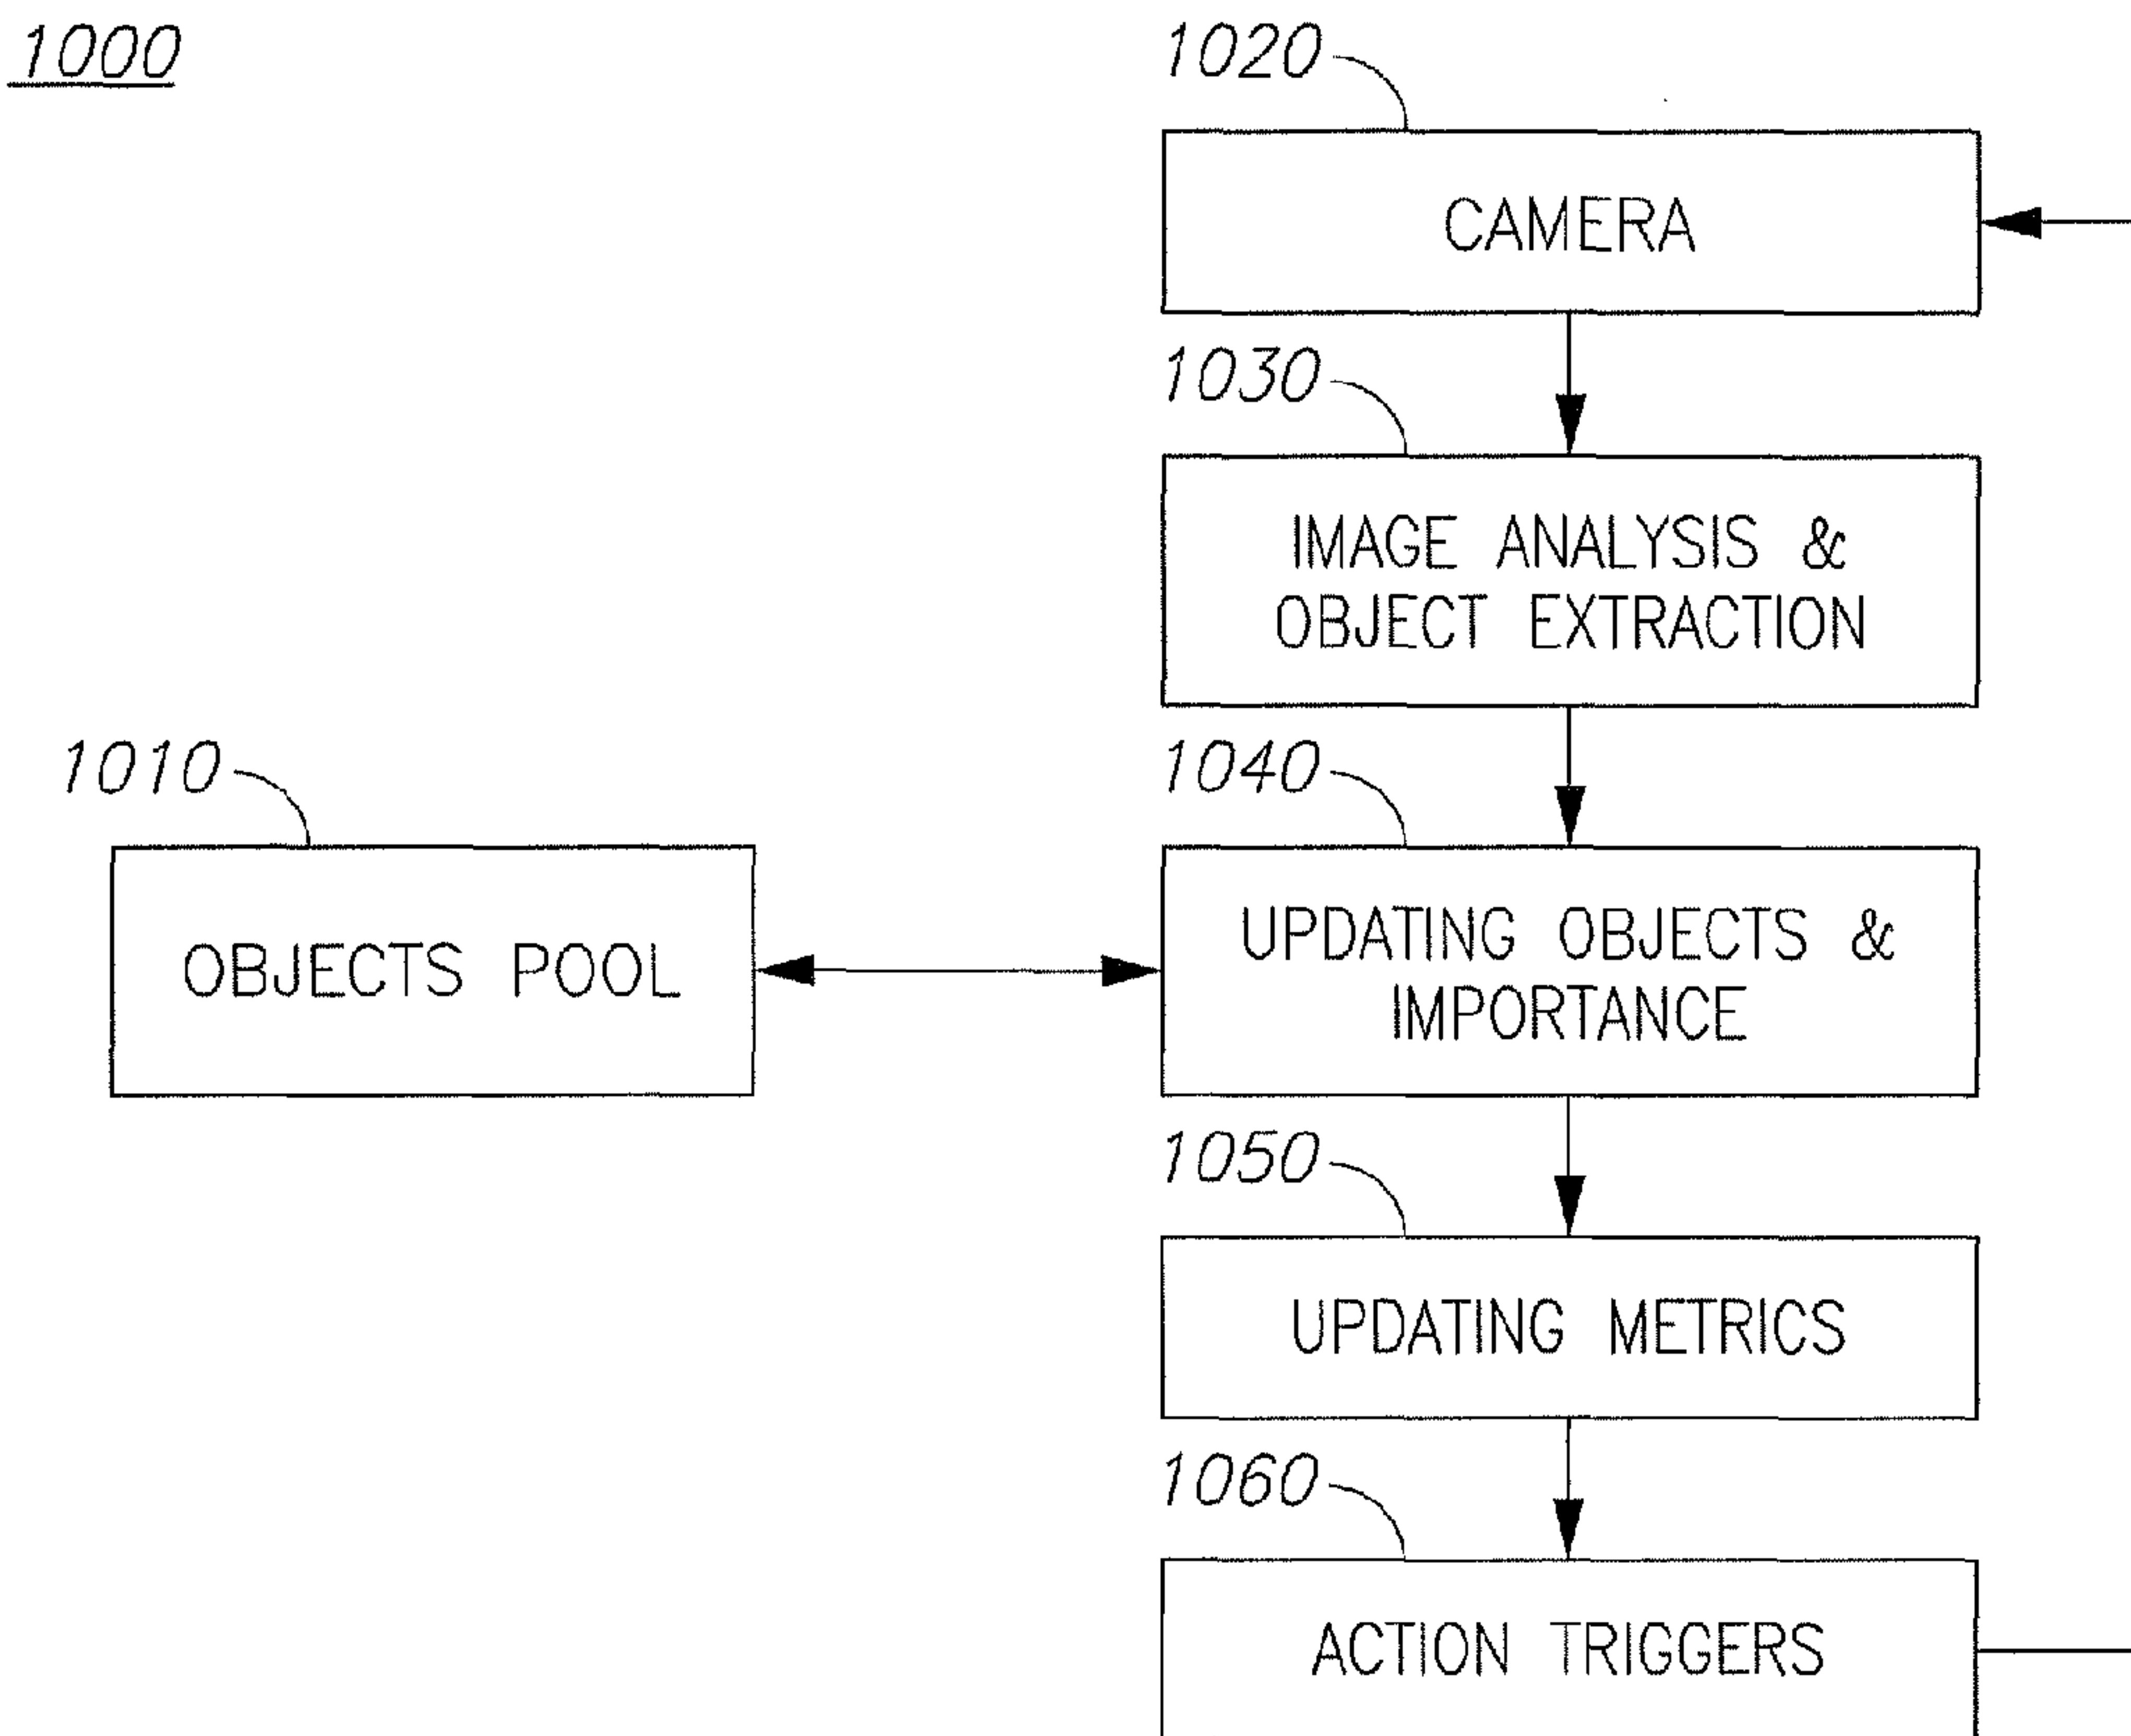 1000
1020
CAMERA
1030
IMAGE ANALYSIS &
OBJECT EXTRACTION
1010
OBJECTS POOL
1040
UPDATING OBJECTS &
IMPORTANCE
1050
UPDATING METRICS
1060
ACTION TRIGGERS